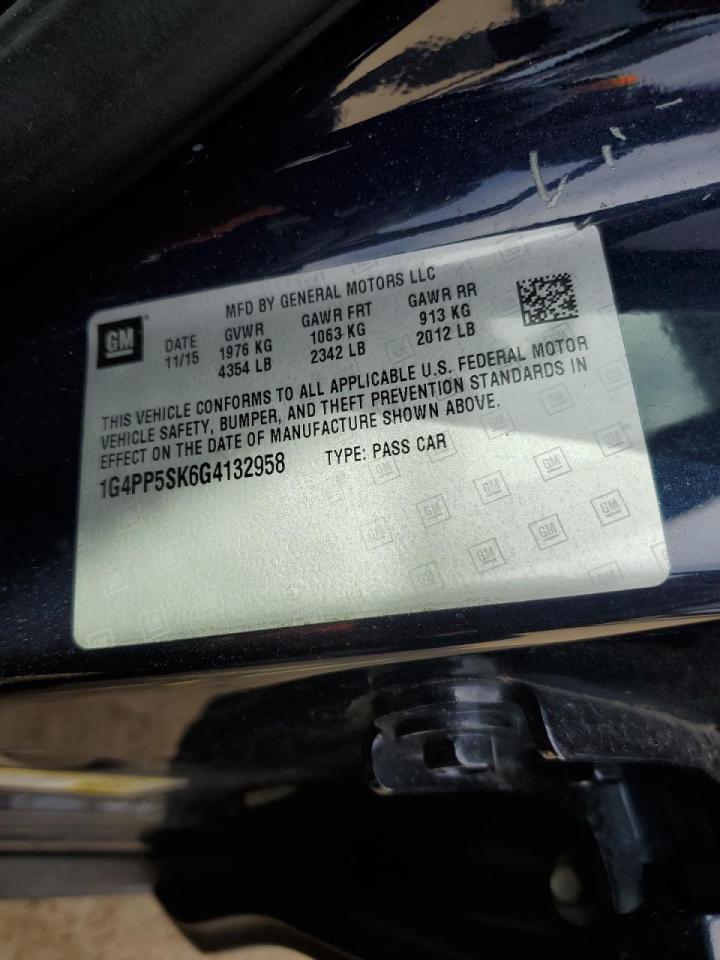 MFD BY GENERAL MOTORS LLC
GM
DATE GVWR GAWR FRT GAWR RR
11/15 1976 KG 1063 KG 913 KG
4354 LB 2342 LB 2012 LB
THIS VEHICLE CONFORMS TO ALL APPLICABLE U.S. FEDERAL MOTOR
VEHICLE SAFETY, BUMPER, AND THEFT PREVENTION STANDARDS IN
EFFECT ON THE DATE OF MANUFACTURE SHOWN ABOVE.
1G4PP5SK6G4132958 TYPE: PASS CAR